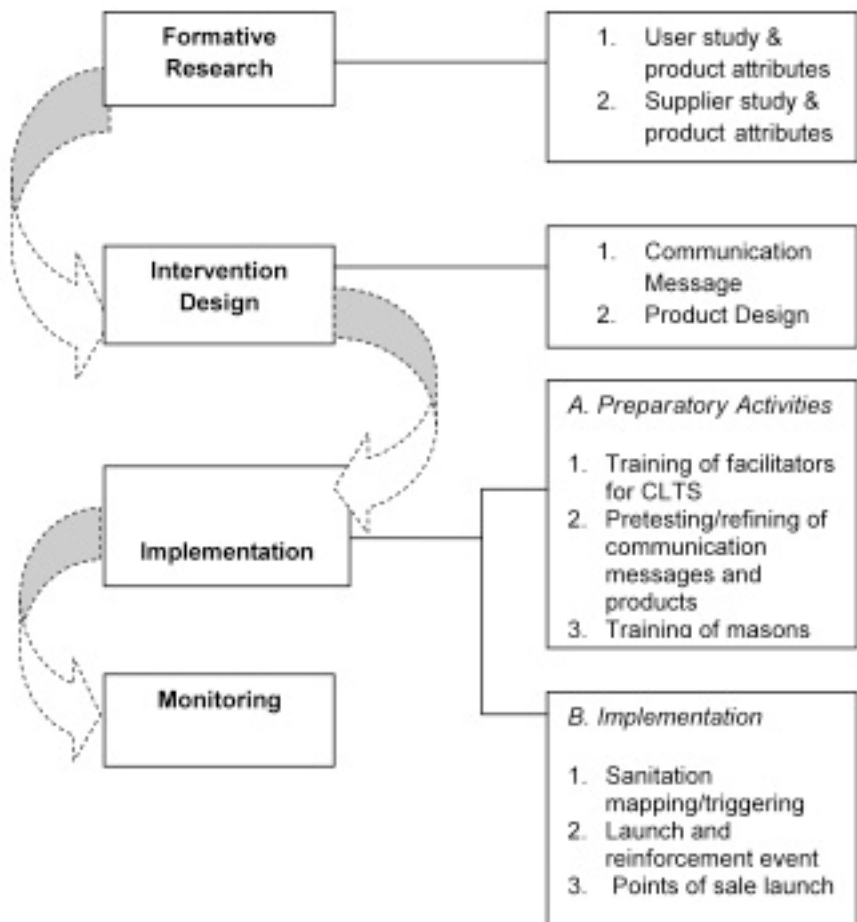 Formative
Research
1. User study &
product attributes
2. Supplier study &
product attributes
Intervention
Design
1. Communication
Message
2. Product Design
Implementation
A. Preparatory Activities
1. Training of facilitators
for CLTS
2. Pretesting/refining of
communication
messages and
products
3. Training of masons
Monitoring
B. Implementation
1. Sanitation
mapping/triggering
2. Launch and
reinforcement event
3. Points of sale launch